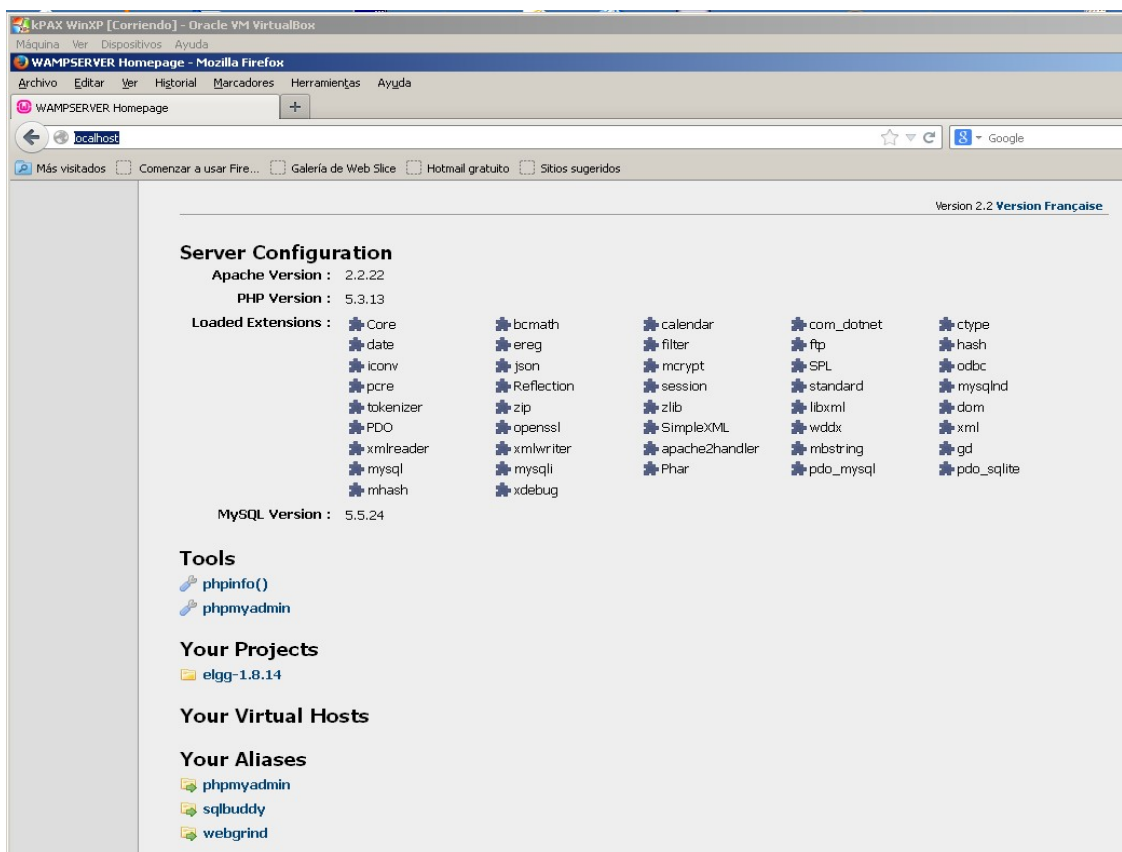 kPAX WinXP [Corriendo] - Oracle VM VirtualBox
Máquina Ver Dispositivos Ayuda
WAMPSERVER Homepage - Mozilla Firefox
Archivo Editar Ver Historial Marcadores Herramientas Ayuda
WAMPSERVER Homepage +
localhost Google
Más visitados Comenzar a usar Fire... Galería de Web Slice Hotmail gratuito Sitios sugeridos
Version 2.2 Version Française
Server Configuration
Apache Version : 2.2.22
PHP Version : 5.3.13
Loaded Extensions : Core bcmath calendar com_dotnet ctype
date ereg filter ftp hash
iconv json mcrypt SPL odbc
pcre Reflection session standard mysqlnd
tokenizer zip zlib libxml dom
PDO openssl SimpleXML wddx xml
xmlreader xmlwriter apache2handler mbstring gd
mysql mysqli Phar pdo_mysql pdo_sqlite
mhash xdebug
MySQL Version : 5.5.24
Tools
phpinfo()
phpmyadmin
Your Projects
elgg-1.8.14
Your Virtual Hosts
Your Aliases
phpmyadmin
sqlbuddy
webgrind